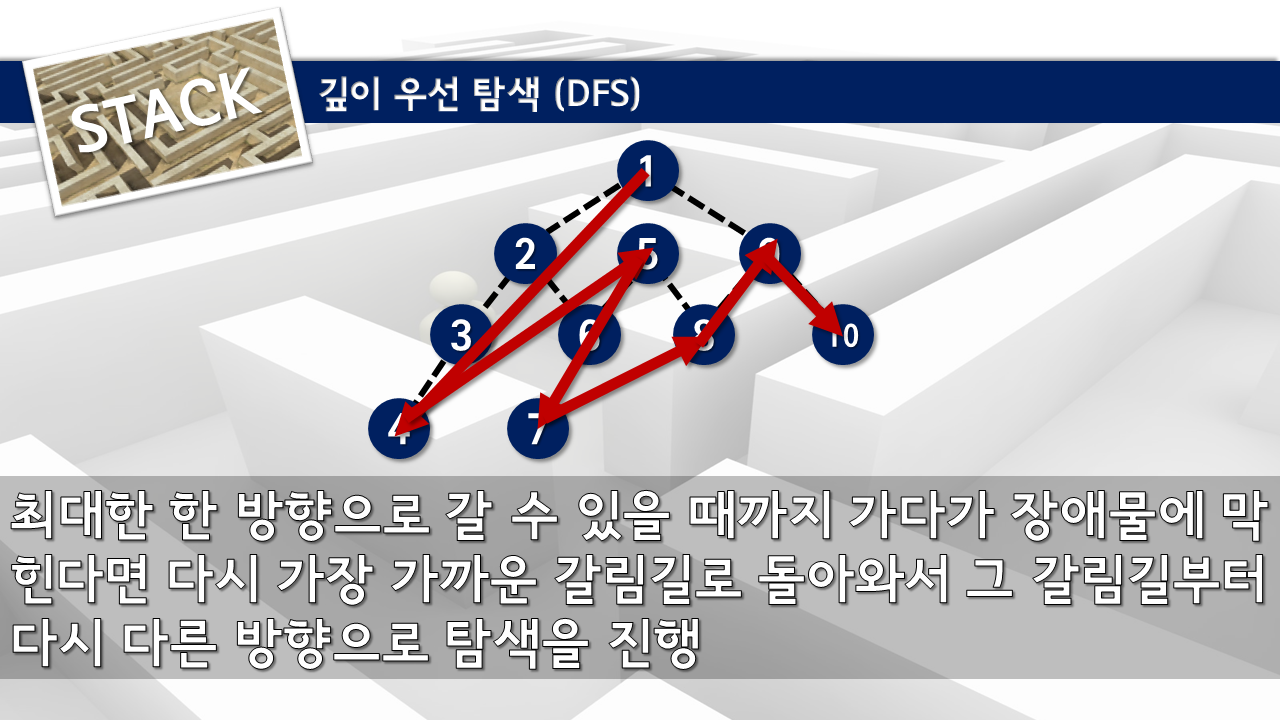 STACK
깊이 우선 탐색 (DFS)
1
2 5 9
3 6 8 10
4 7
최대한 한 방향으로 갈 수 있을 때까지 가다가 장애물에 막
힌다면 다시 가장 가까운 갈림길로 돌아와서 그 갈림길부터
다시 다른 방향으로 탐색을 진행